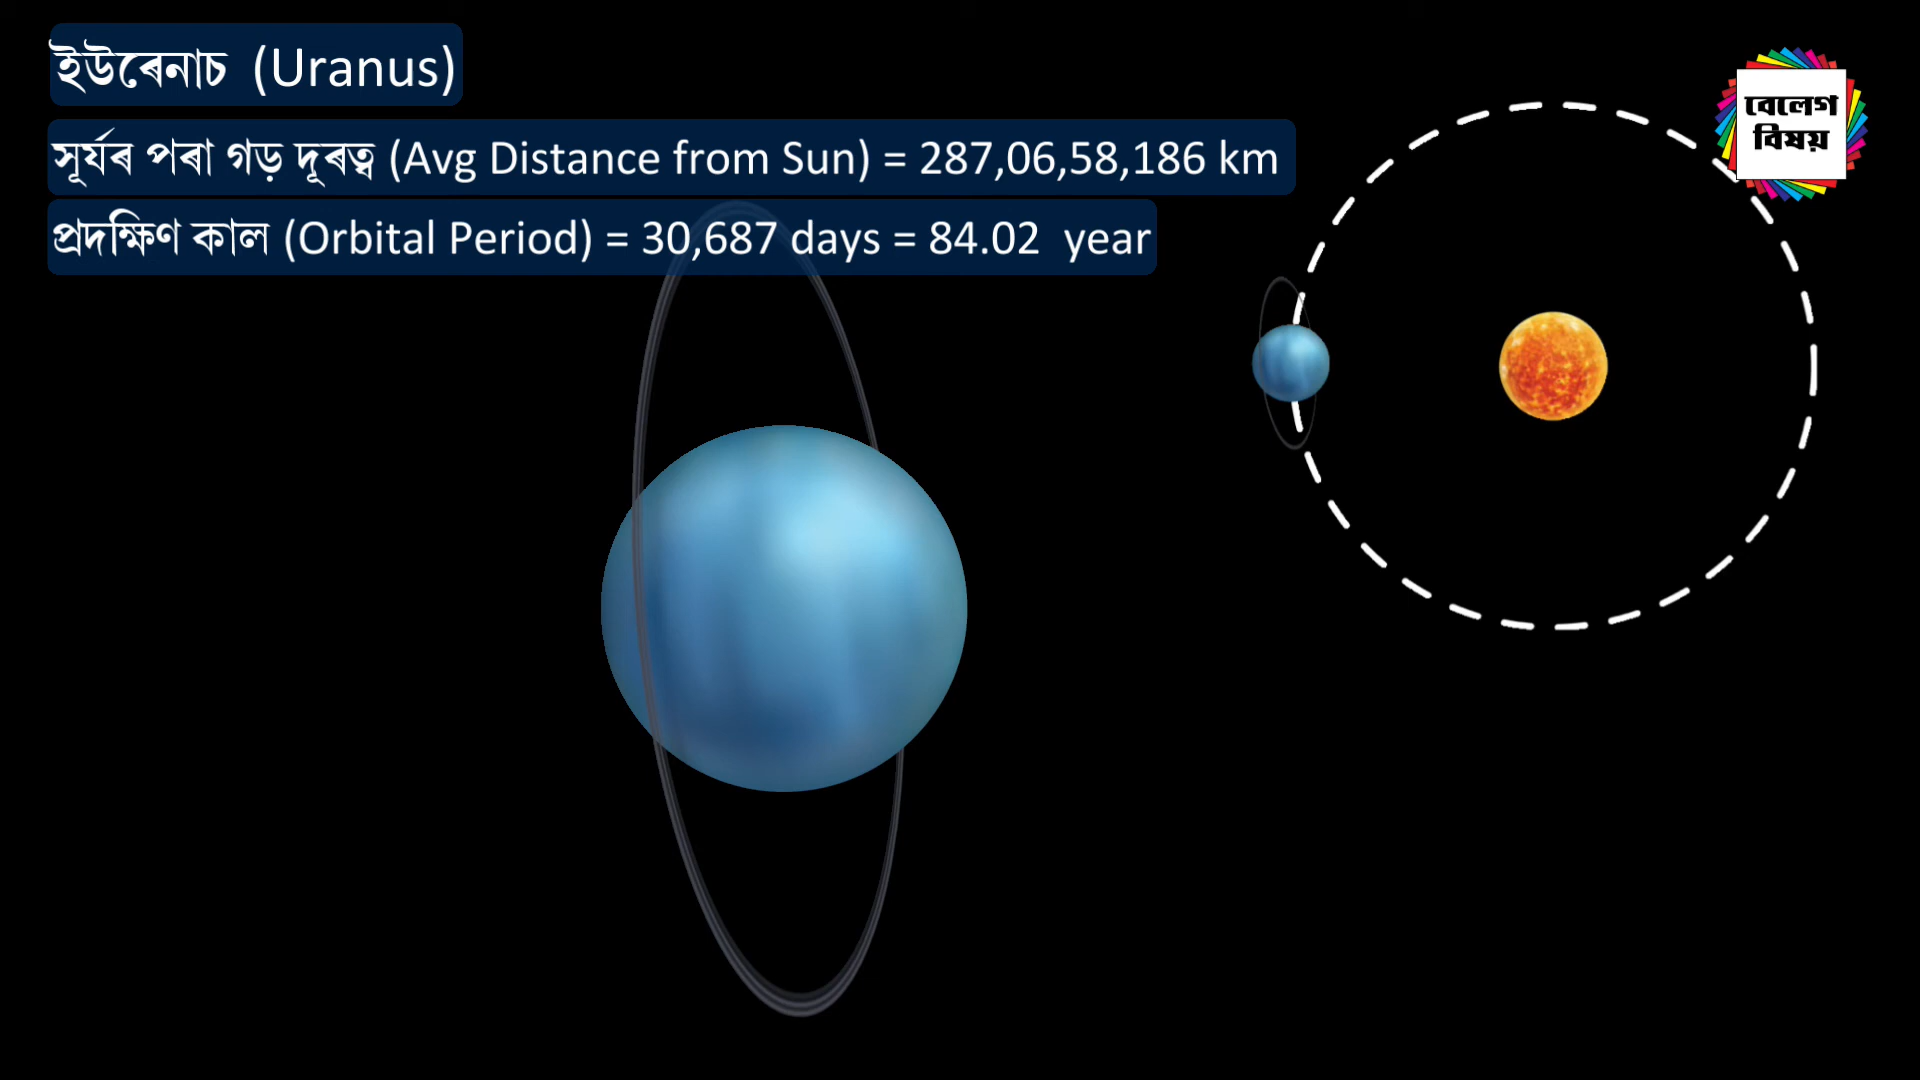 ইউৰেনাচ (Uranus)
সূৰ্যৰ পৰা গড় দূৰত্ব (Avg Distance from Sun) = 287,06,58,186 km
প্ৰদক্ষিণ কাল (Orbital Period) = 30,687 days = 84.02 year
বেলেগ
বিষয়